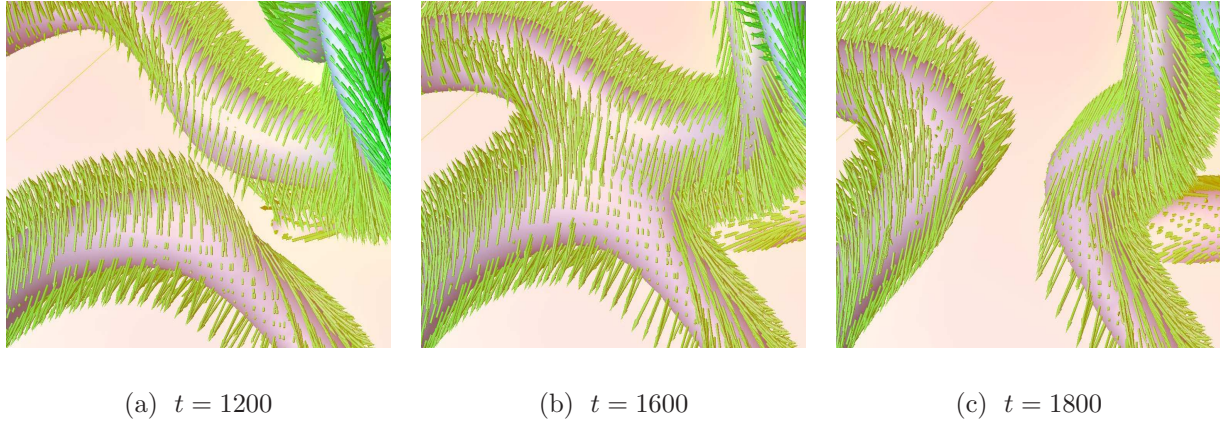 (a) t = 1200
(b) t = 1600
(c) t = 1800